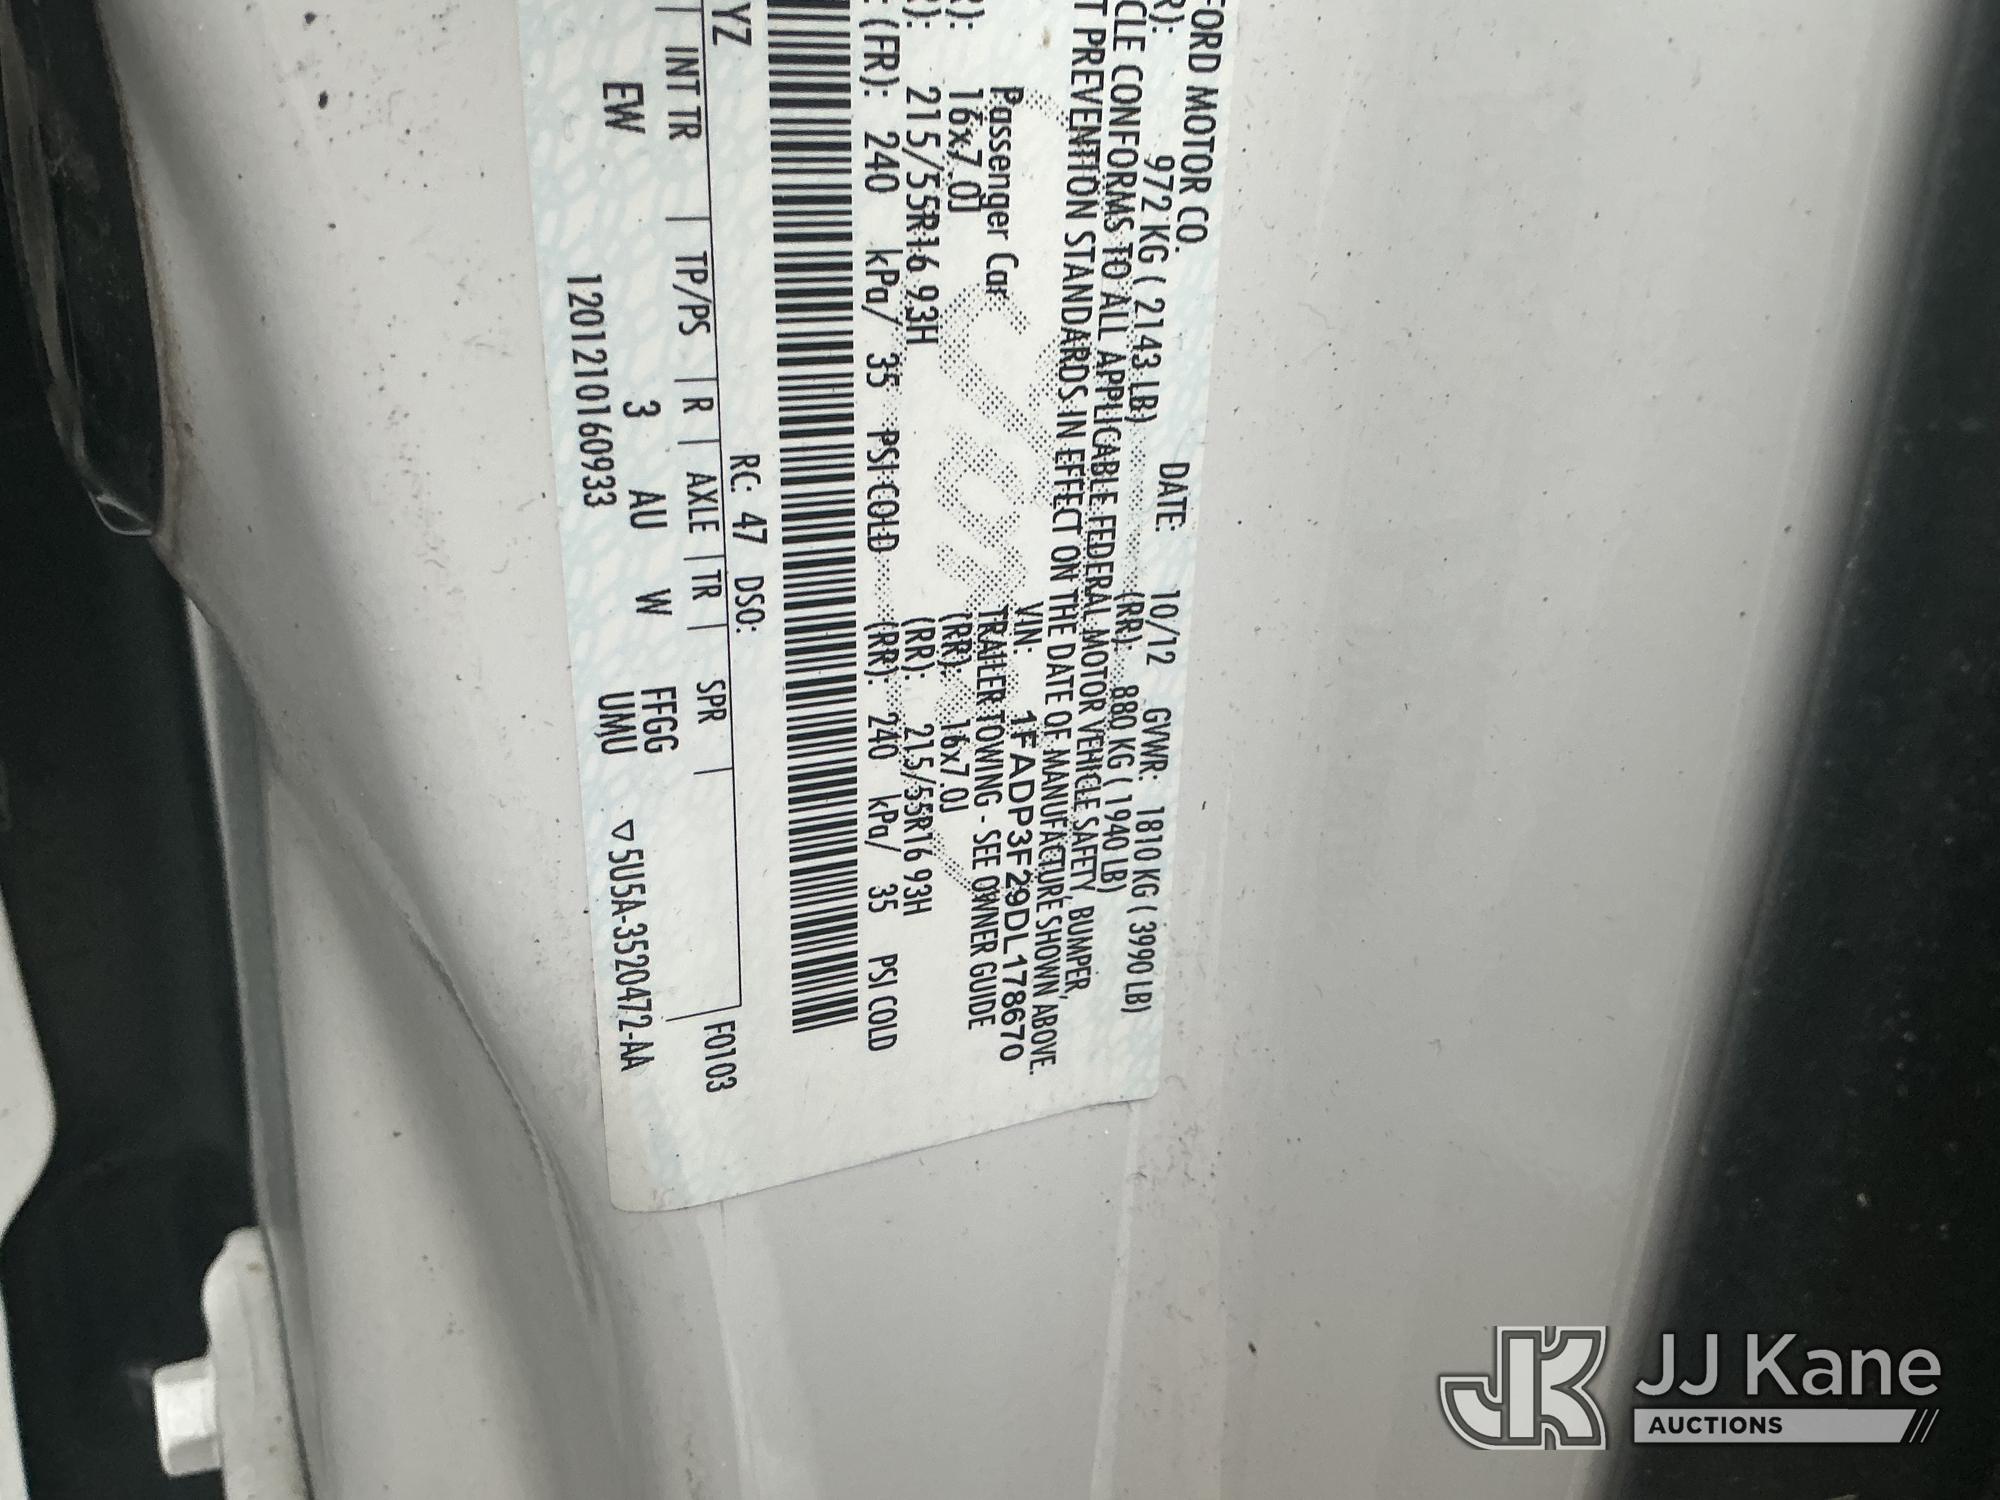 FORD MOTOR CO.
DATE: 10/12 GVWR: 1810 KG ( 3990 LB)
R): 972 KG ( 2143 LB) (RR): 880 KG ( 1940 LB)
CLE CONFORMS TO ALL APPLICABLE FEDERAL MOTOR VEHICLE SAFETY, BUMPER,
T PREVENTION STANDARDS IN EFFECT ON THE DATE OF MANUFACTURE SHOWN ABOVE.
VIN: 1FADP3F29DL178670
Passenger Car TRAILER TOWING - SEE OWNER GUIDE
R): 16x7.0J (RR): 16x7.0J
R): 215/55R16 93H (RR): 215/55R16 93H
: (FR): 240 kPa/ 35 PSI COLD (RR): 240 kPa/ 35 PSI COLD
YZ RC: 47 DSO: F0103
INT TR | TP/PS | R | AXLE | TR | SPR
EW 3 AU W FFGG
1201210160933 UMU ▽5U5A-3520472-AA
JK JJ Kane
AUCTIONS